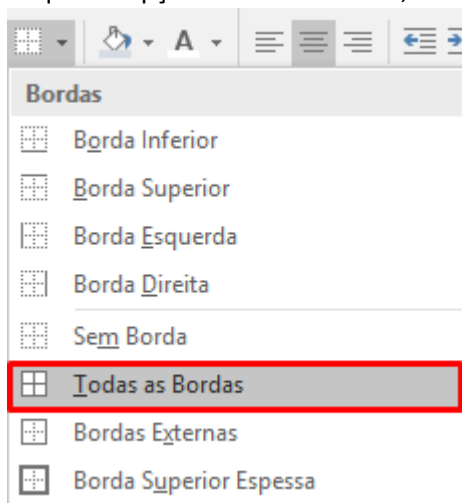 A
Bordas
Borda Inferior
Borda Superior
Borda Esquerda
Borda Direita
Sem Borda
Todas as Bordas
Bordas Externas
Borda Superior Espessa